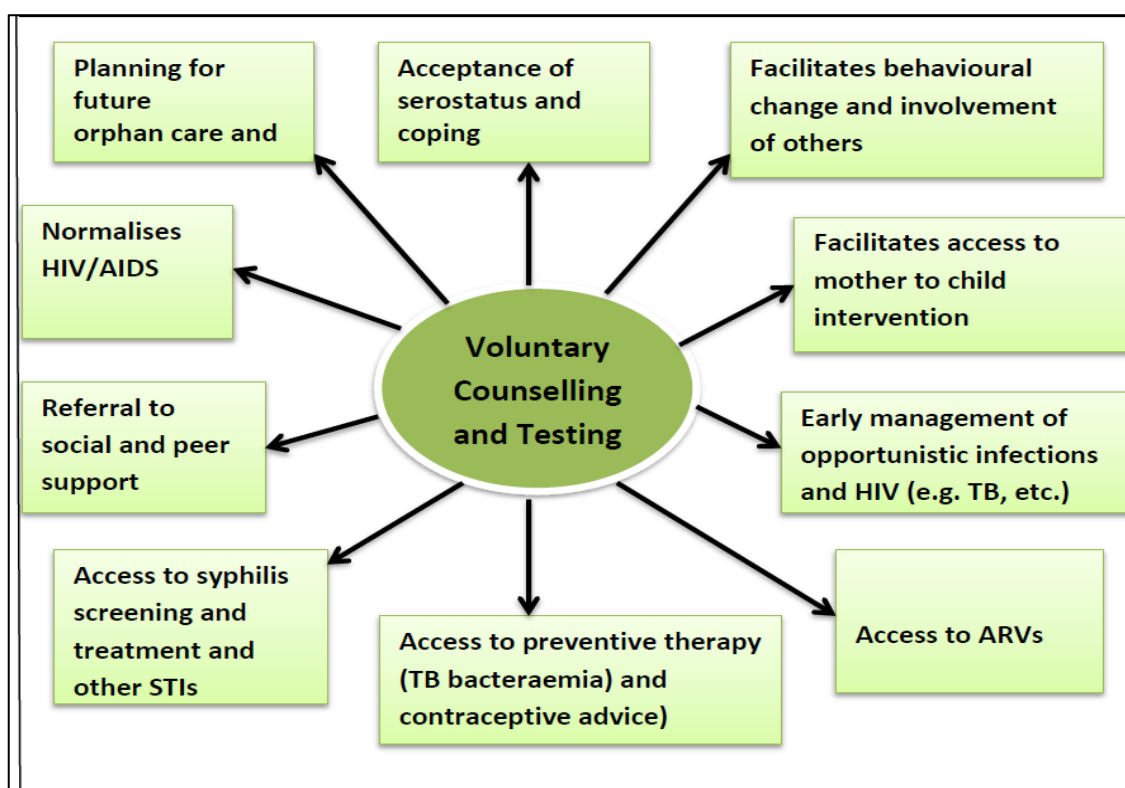 Planning for
future
orphan care and
Acceptance of
serostatus and
coping
Facilitates behavioural
change and involvement
of others
Normalises
HIV/AIDS
Facilitates access to
mother to child
intervention
Voluntary
Counselling
and Testing
Referral to
social and peer
support
Early management of
opportunistic infections
and HIV (e.g. TB, etc.)
Access to syphilis
screening and
treatment and
other STIs
Access to preventive therapy
(TB bacteraemia) and
contraceptive advice)
Access to ARVs